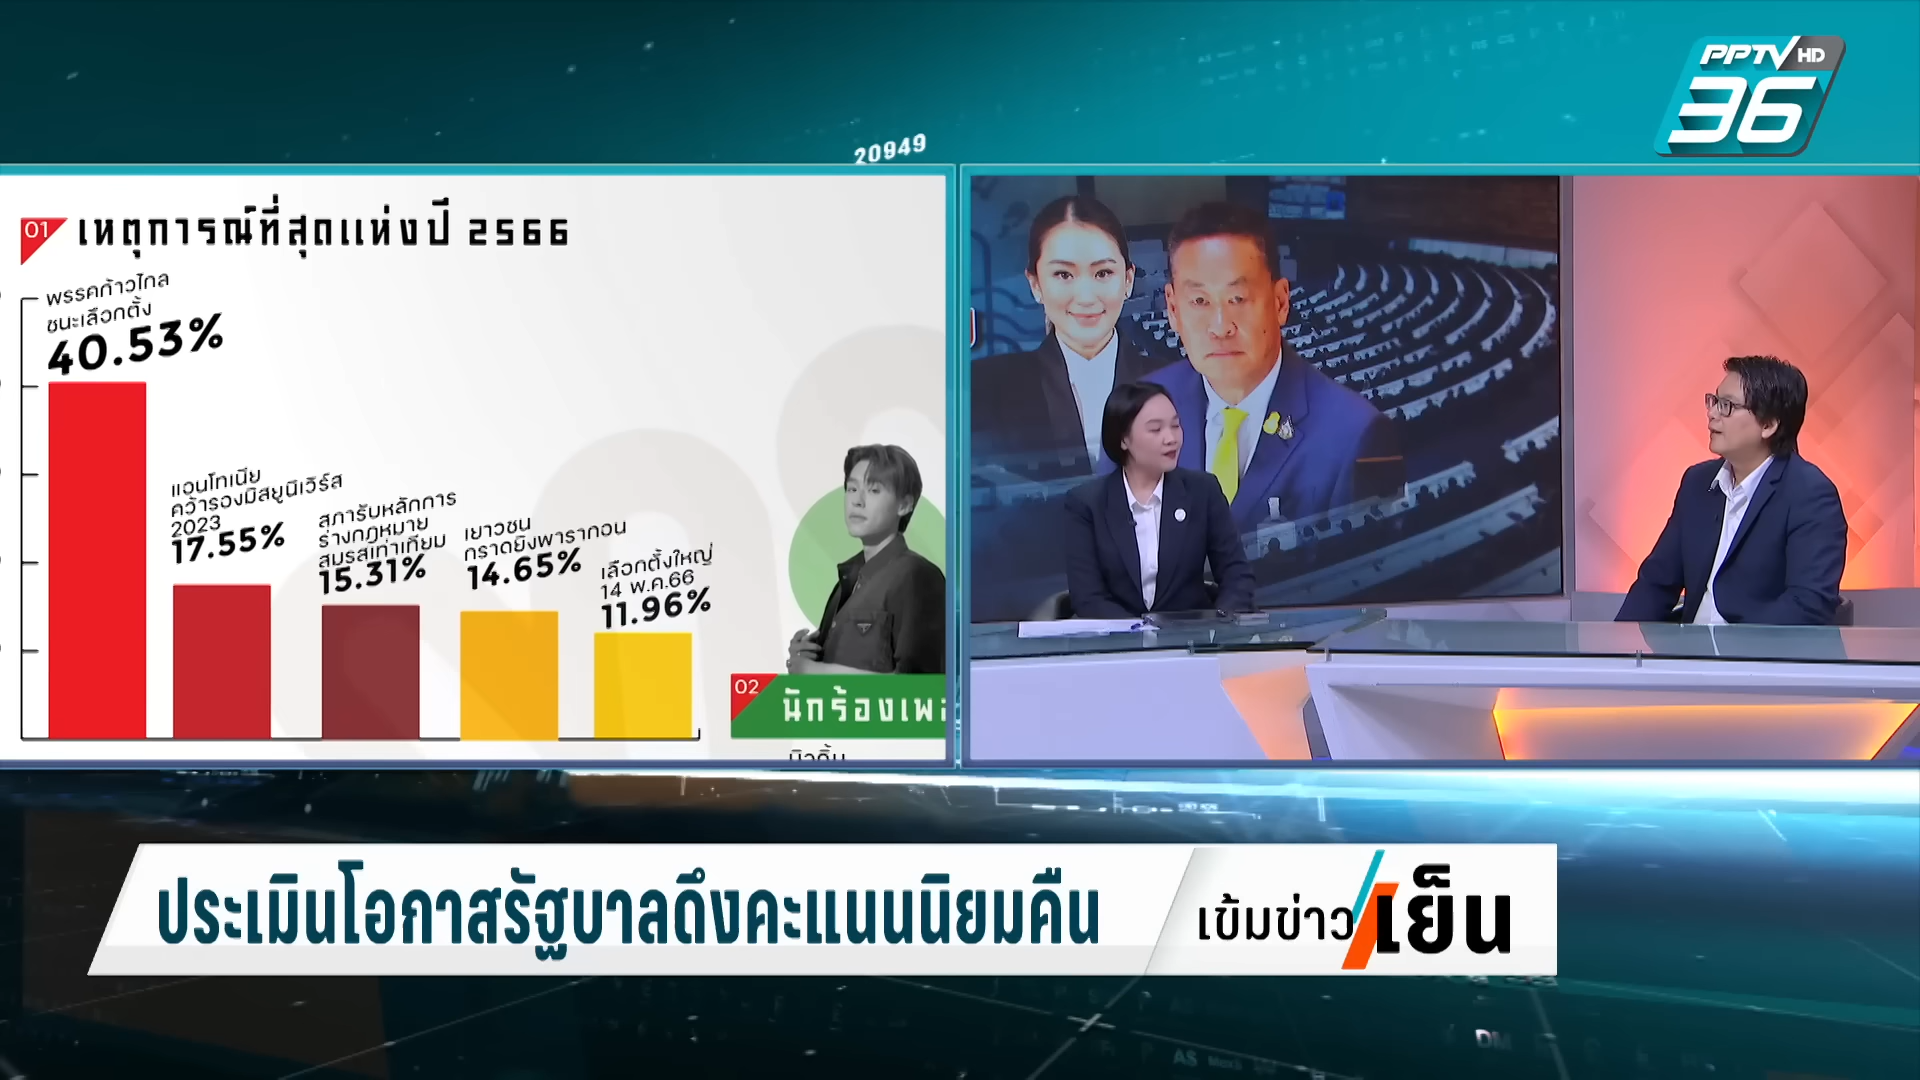 PPTV HD
36
20949
01
เหตุการณ์ที่สุดแห่งปี 2566
พรรคก้าวไกล
ชนะเลือกตั้ง
40.53%
แอนโทเนีย
คว้ารองมิสยูนิเวิร์ส
2023
17.55%
สภารับหลักการ
ร่างกฎหมาย
สมรสเท่าเทียม
15.31%
เยาวชน
กราดยิงพารากอน
14.65%
เลือกตั้งใหญ่
14 พ.ค.66
11.96%
02
นักร้องเพ
ประเมินโอกาสรัฐบาลดึงคะแนนนิยมคืน
เข้มข่าว เย็น
DM
AS